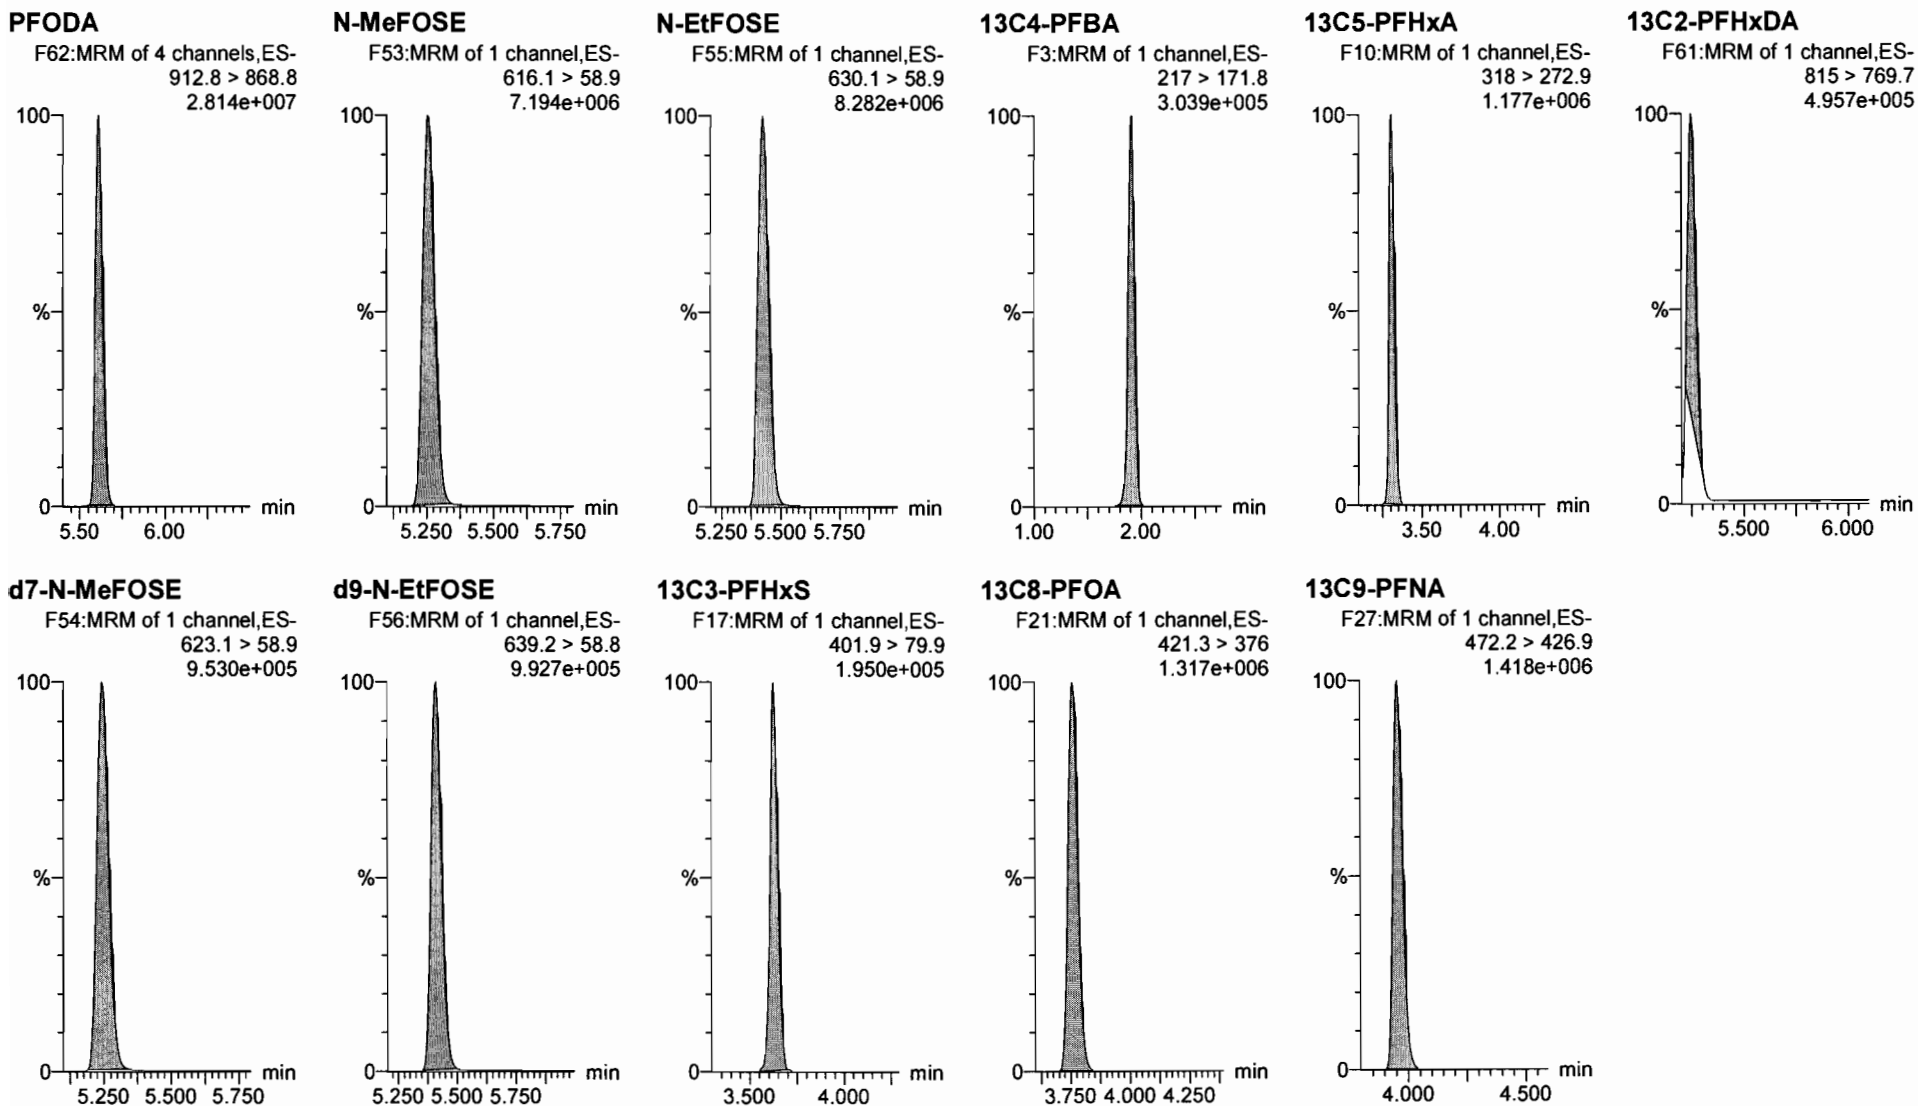 PFODA
F62:MRM of 4 channels,ES-
912.8 > 868.8
2.814e+007
100
%
0
5.50 6.00
min
N-MeFOSE
F53:MRM of 1 channel,ES-
616.1 > 58.9
7.194e+006
100
%
0
5.250 5.500 5.750
min
N-EtFOSE
F55:MRM of 1 channel,ES-
630.1 > 58.9
8.282e+006
100
%
0
5.250 5.500 5.750
min
13C4-PFBA
F3:MRM of 1 channel,ES-
217 > 171.8
3.039e+005
100
%
0
1.00 2.00
min
13C5-PFHxA
F10:MRM of 1 channel,ES-
318 > 272.9
1.177e+006
100
%
0
3.50 4.00
min
13C2-PFHxDA
F61:MRM of 1 channel,ES-
815 > 769.7
4.957e+005
100
%
0
5.500 6.000
min
d7-N-MeFOSE
F54:MRM of 1 channel,ES-
623.1 > 58.9
9.530e+005
100
%
0
5.250 5.500 5.750
min
d9-N-EtFOSE
F56:MRM of 1 channel,ES-
639.2 > 58.8
9.927e+005
100
%
0
5.250 5.500 5.750
min
13C3-PFHxS
F17:MRM of 1 channel,ES-
401.9 > 79.9
1.950e+005
100
%
0
3.500 4.000
min
13C8-PFOA
F21:MRM of 1 channel,ES-
421.3 > 376
1.317e+006
100
%
0
3.750 4.000 4.250
min
13C9-PFNA
F27:MRM of 1 channel,ES-
472.2 > 426.9
1.418e+006
100
%
0
4.000 4.500
min